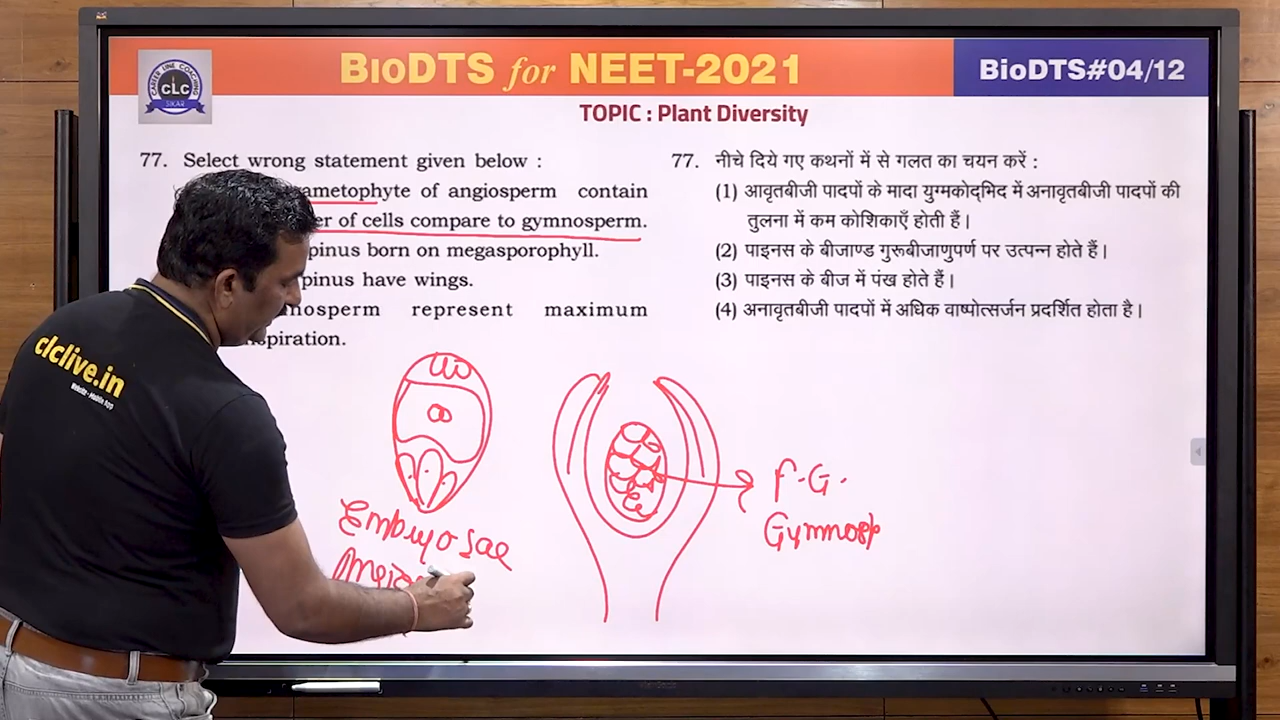 BIODTS for NEET-2021
BioDTS#04/12
CAREER LINE COACHING
CLC
SIKAR
TOPIC : Plant Diversity
77. Select wrong statement given below :
ametophyte of angiosperm contain
er of cells compare to gymnosperm.
pinus born on megasporophyll.
pinus have wings.
nosperm represent maximum
spiration.
77. नीचे दिये गए कथनों में से गलत का चयन करें :
(1) आवृतबीजी पादपों के मादा युग्मकोद्भिद में अनावृतबीजी पादपों की
तुलना में कम कोशिकाएँ होती हैं।
(2) पाइनस के बीजाण्ड गुरूबीजाणुपर्ण पर उत्पन्न होते हैं।
(3) पाइनस के बीज में पंख होते हैं।
(4) अनावृतबीजी पादपों में अधिक वाष्पोत्सर्जन प्रदर्शित होता है।
Embryo sac
F.G.
Gymnosp
clclive.in
Website - Mobile App